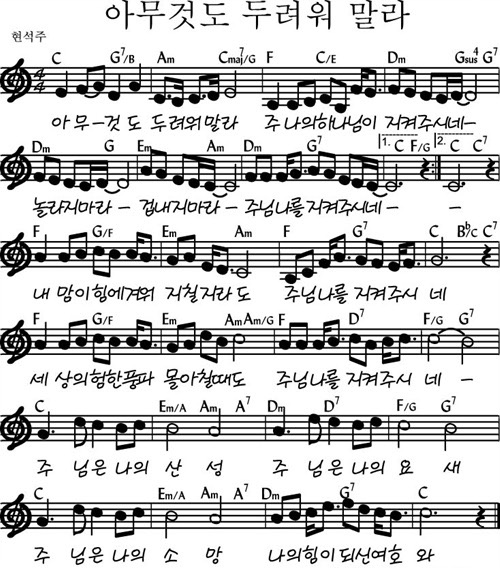 아무것도 두려워 말라
현석주
C G7/B Am Cmaj7/G F C/E Dm Gsus4 G7
4/4
아 무-것 도 두려워말라 주 나의하나님이 지켜주시네-
Dm G Em Am Dm G7 1. C F/G 2. C C7
놀라지마라- 겁내지마라- 주님나를지켜주시네- -
F G/F Em Am F G7 C Bb/C C7
내 맘이힘에겨워 지칠지라도 주님나를 지켜주시 네
F G/F Em Am Am/G F D7 F/G G7
세 상의험한풍파 몰아칠때도 주님나를 지켜주시 네-
C Em/A Am A7 Dm D7 F/G G7
주 님은나의 산 성 주 님은나의 요 새
C Em/A Am A7 Dm G7 C
주 님은나의 소 망 나의힘이되신여호 와